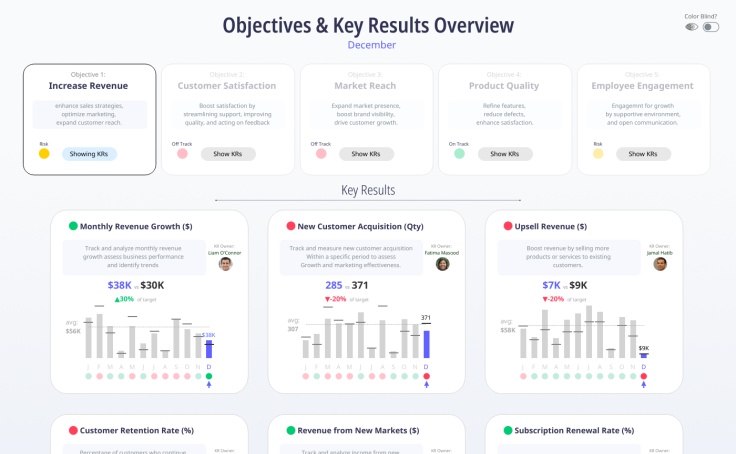 Objectives & Key Results Overview
December
Color Blind?
Objective 1:
Increase Revenue
enhance sales strategies,
optimize marketing,
expand customer reach.
Risk
Showing KRs
Objective 2:
Customer Satisfaction
Boost satisfaction by
streamlining support, improving
quality, and acting on feedback
Off Track
Show KRs
Objective 3:
Market Reach
Expand market presence,
boost brand visibility,
drive customer growth.
Off Track
Show KRs
Objective 4:
Product Quality
Refine features,
reduce defects,
enhance satisfaction.
On Track
Show KRs
Objective 5:
Employee Engagement
Engagemnt for growth
by supportive environment,
and open communication.
Risk
Show KRs
Key Results
Monthly Revenue Growth ($)
Track and analyze monthly revenue
growth assess business performance
and identify trends
KR Owner:
Liam O'Connor
$38K vs $30K
▲30% of target
avg:
$56K
$38K
J F M A M J J A S O N D
New Customer Acquisition (Qty)
Track and measure new customer acquisition
Within a specific period to assess
Growth and marketing effectiveness.
KR Owner:
Fatima Masood
285 vs 371
▼-20% of target
avg:
307
371
J F M A M J J A S O N D
Upsell Revenue ($)
Boost revenue by selling more
products or services to existing
customers.
KR Owner:
Jamal Habib
$7K vs $9K
▼-20% of target
avg:
$58K
$9K
J F M A M J J A S O N D
Customer Retention Rate (%)
Percentage of customers who continue
KR Owner:
Revenue from New Markets ($)
Track and analyze income from new
KR Owner:
Subscription Renewal Rate (%)
KR Owner: